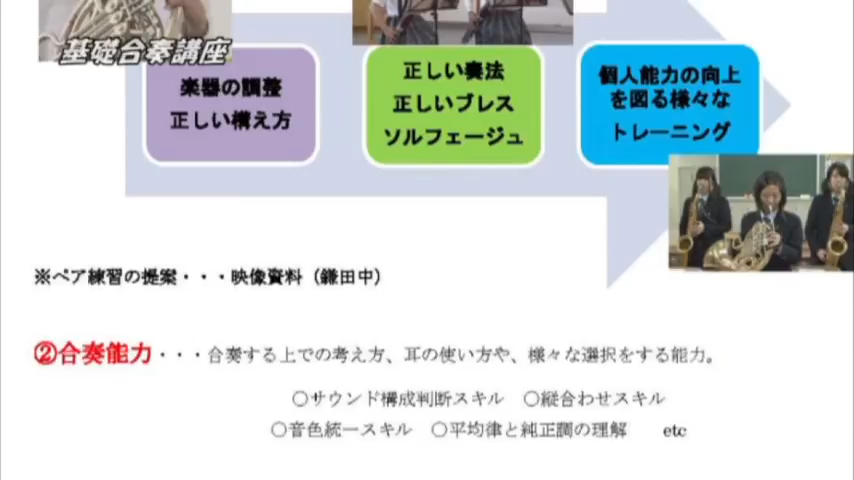 基礎合奏講座
楽器の調整
正しい構え方
正しい奏法
正しいブレス
ソルフェージュ
個人能力の向上
を図る様々な
トレーニング
※ペア練習の提案・・・映像資料（鎌田中）
②合奏能力・・・合奏する上での考え方、耳の使い方や、様々な選択をする能力。
○サウンド構成判断スキル　○縦合わせスキル
○音色統一スキル　○平均律と純正調の理解　　etc